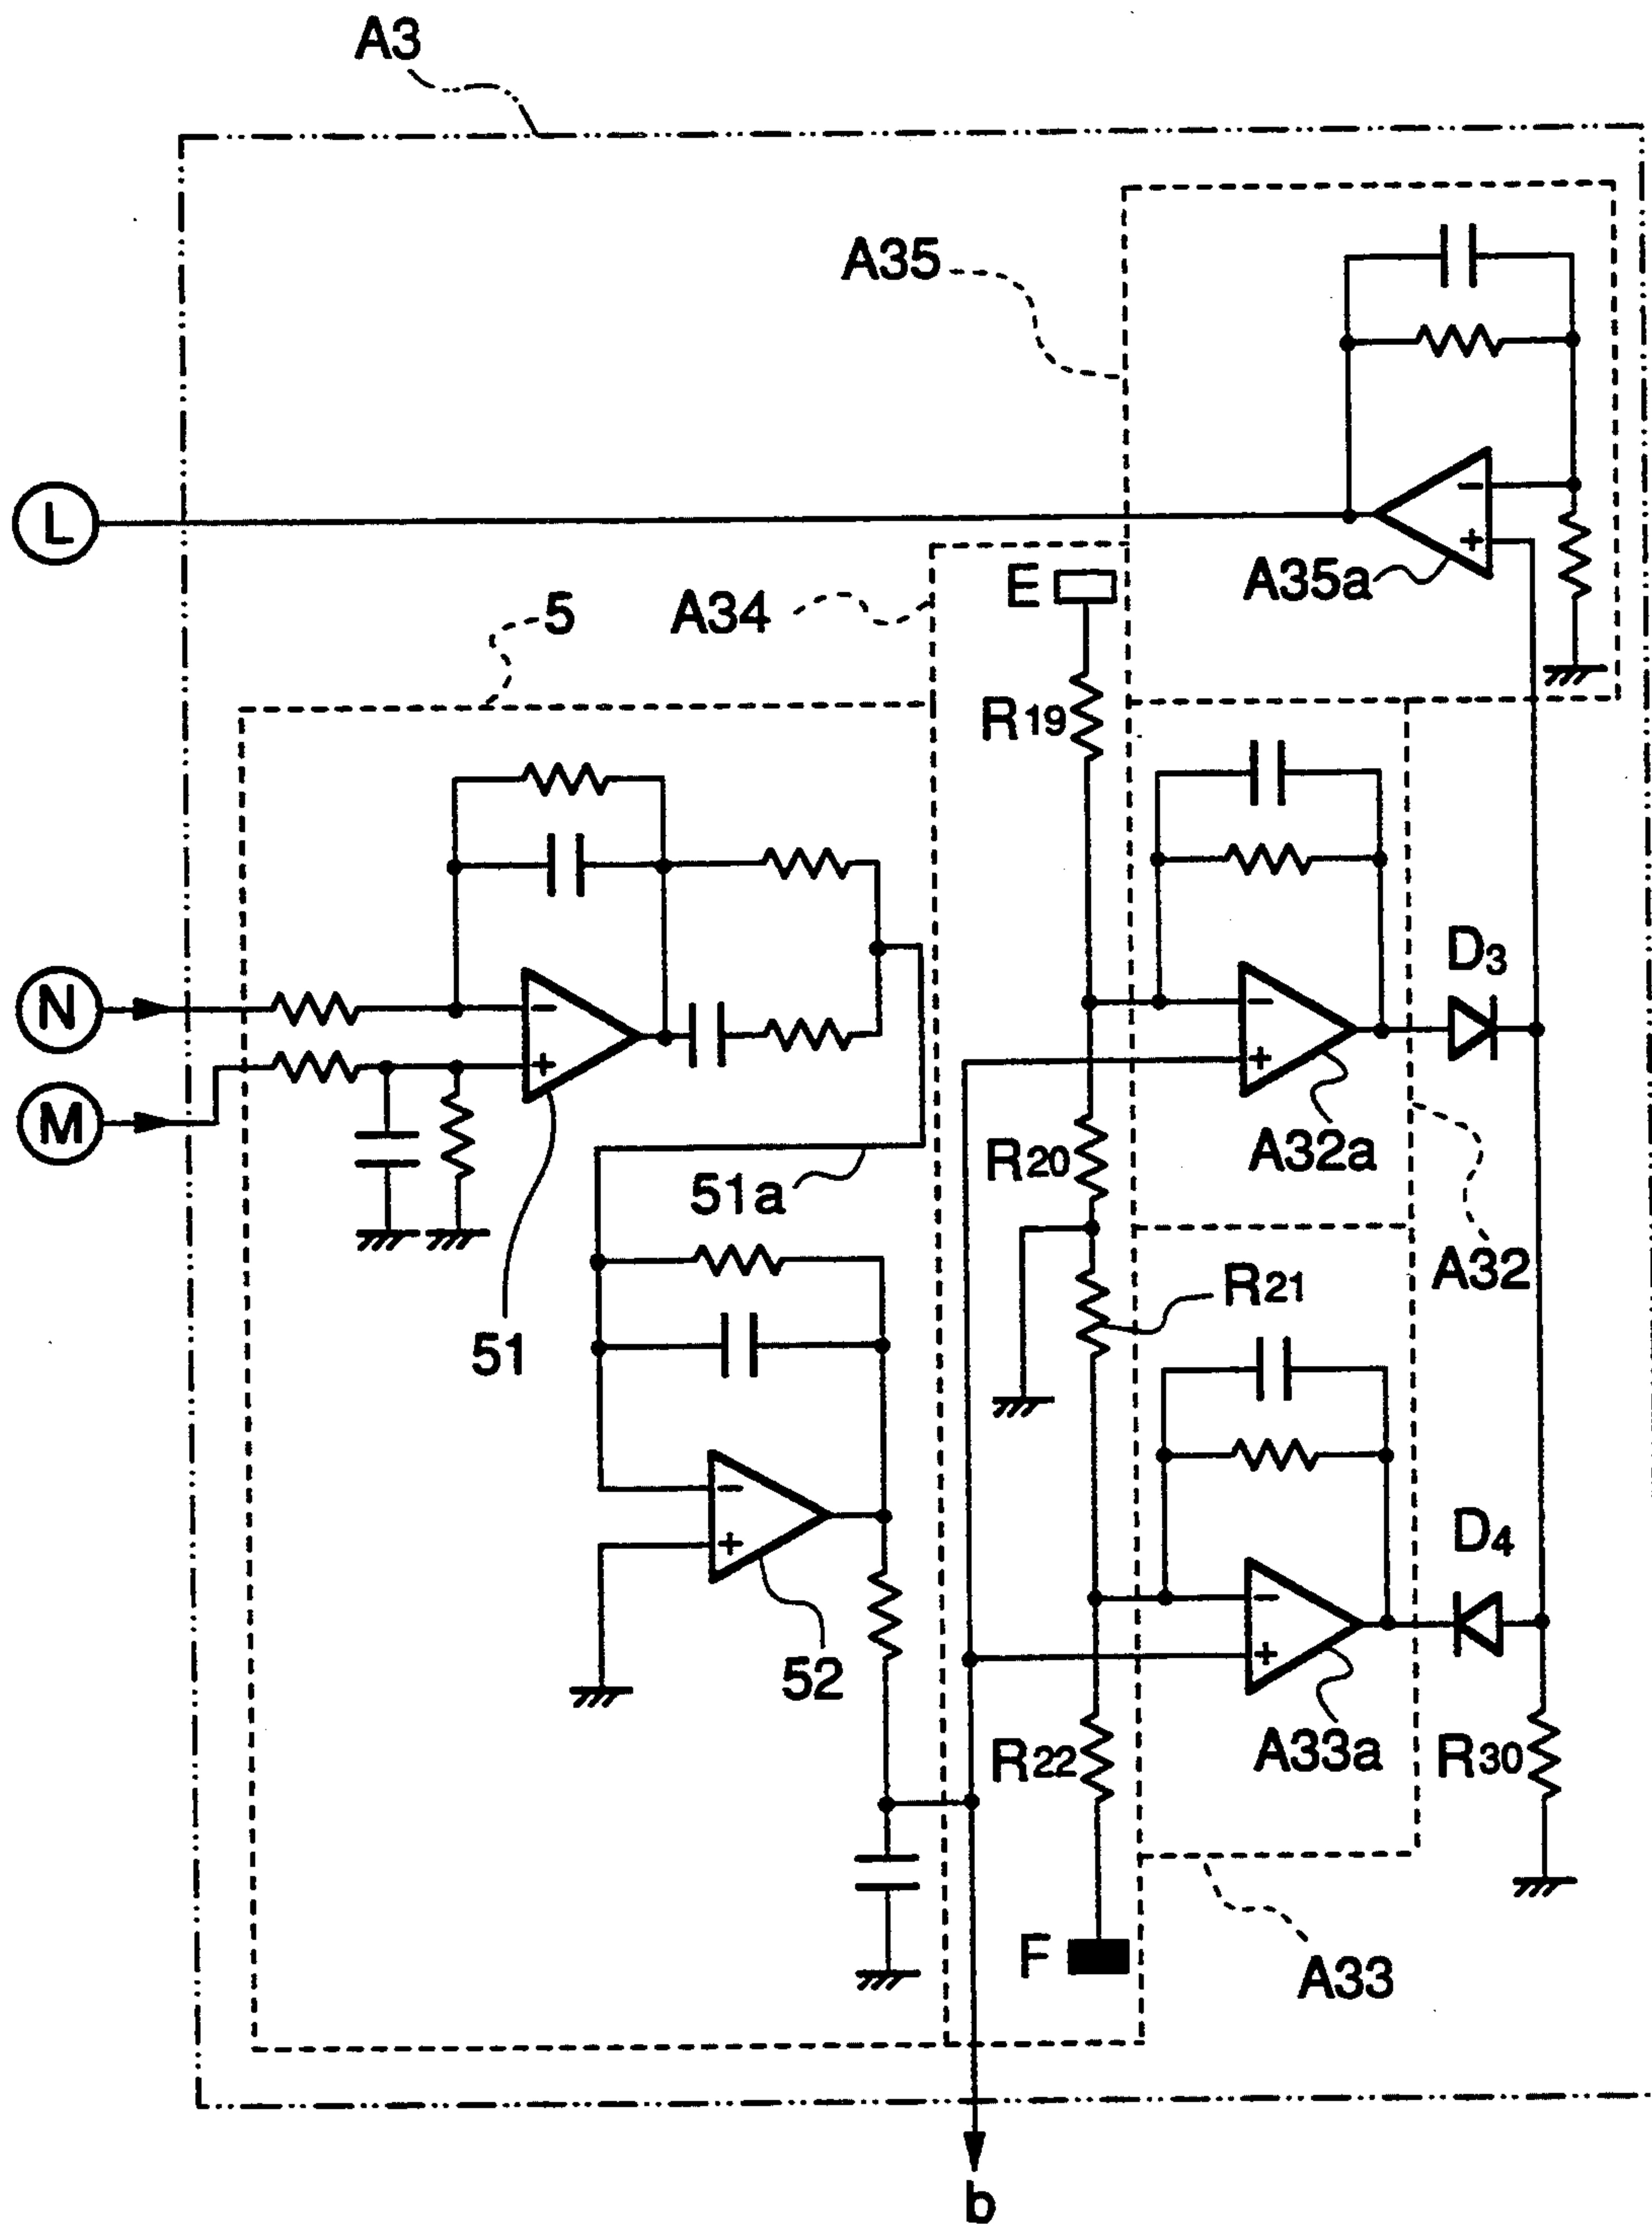 A3
A35
L
−
+
A35a
E
A34
5
R19
D3
N
−
+
−
+
M
A32a
R20
51a
A32
R21
51
−
+
D4
−
+
52
A33a
R22
R30
F
A33
b